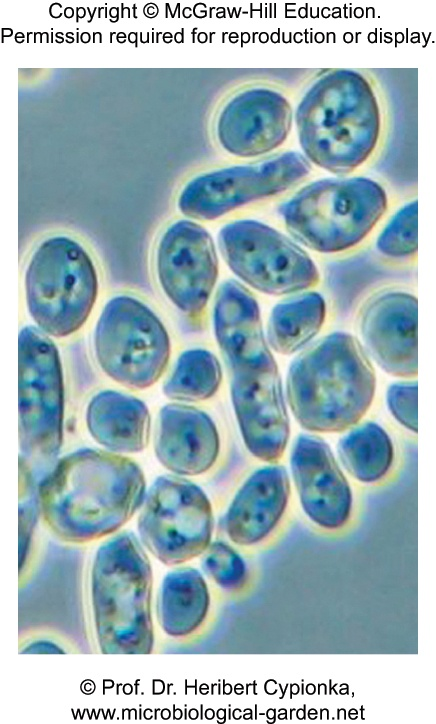 Copyright © McGraw-Hill Education.
Permission required for reproduction or display.
© Prof. Dr. Heribert Cypionka,
www.microbiological-garden.net